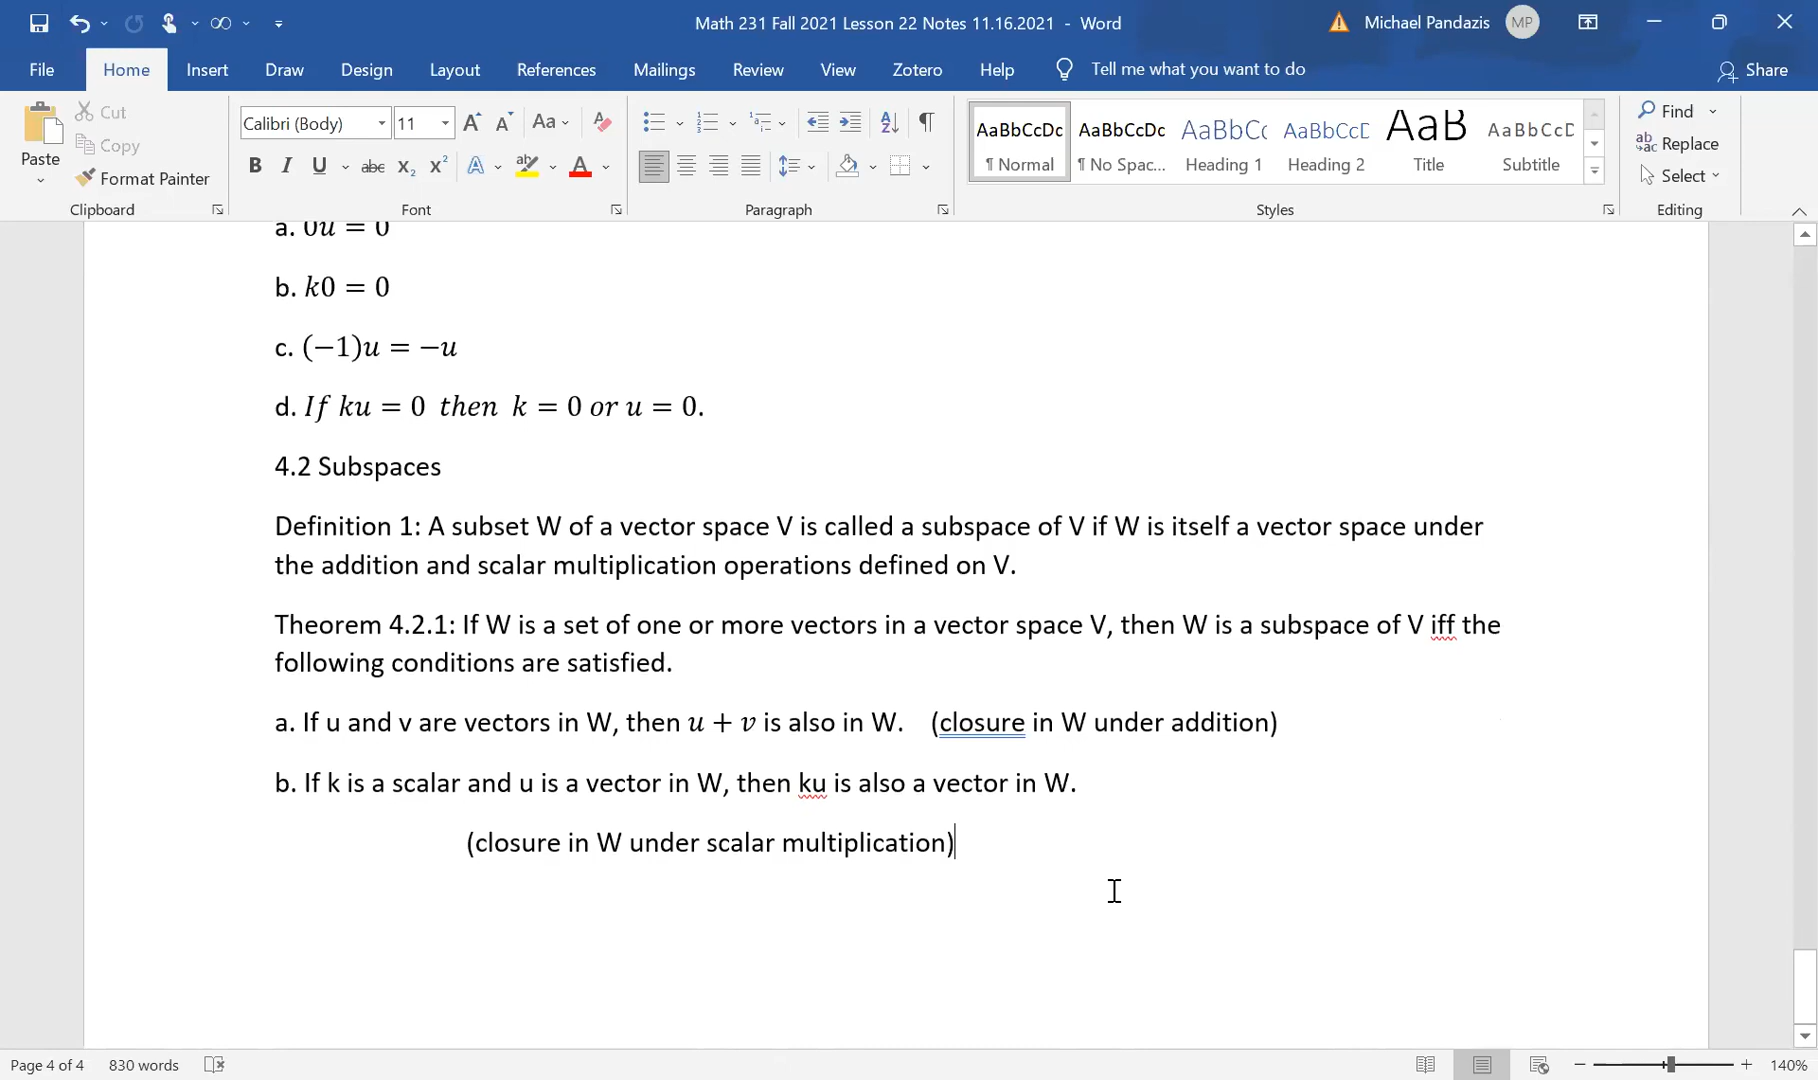 Math 231 Fall 2021 Lesson 22 Notes 11.16.2021 - Word
Michael Pandazis MP
File Home Insert Draw Design Layout References Mailings Review View Zotero Help Tell me what you want to do Share
Paste
Cut
Copy
Format Painter
Clipboard
Calibri (Body) 11
Font
Paragraph
AaBbCcDc AaBbCcDc AaBbCc AaBbCcD AaB AaBbCcD
¶ Normal ¶ No Spac... Heading 1 Heading 2 Title Subtitle
Styles
Find
Replace
Select
Editing
a. 0u = 0
b. k0 = 0
c. (−1)u = −u
d. If ku = 0 then k = 0 or u = 0.
4.2 Subspaces
Definition 1: A subset W of a vector space V is called a subspace of V if W is itself a vector space under
the addition and scalar multiplication operations defined on V.
Theorem 4.2.1: If W is a set of one or more vectors in a vector space V, then W is a subspace of V iff the
following conditions are satisfied.
a. If u and v are vectors in W, then u + v is also in W. (closure in W under addition)
b. If k is a scalar and u is a vector in W, then ku is also a vector in W.
(closure in W under scalar multiplication)
Page 4 of 4 830 words 140%